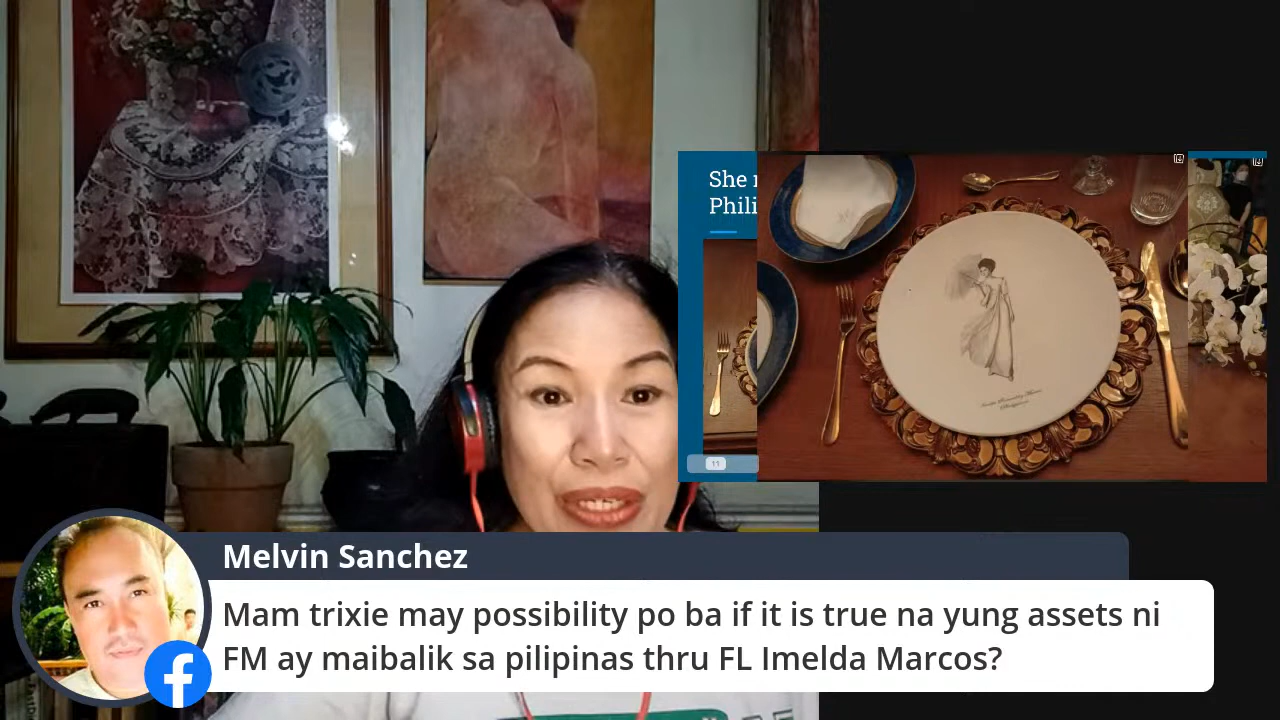 She
Phili
11
Melvin Sanchez
Mam trixie may possibility po ba if it is true na yung assets ni
FM ay maibalik sa pilipinas thru FL Imelda Marcos?